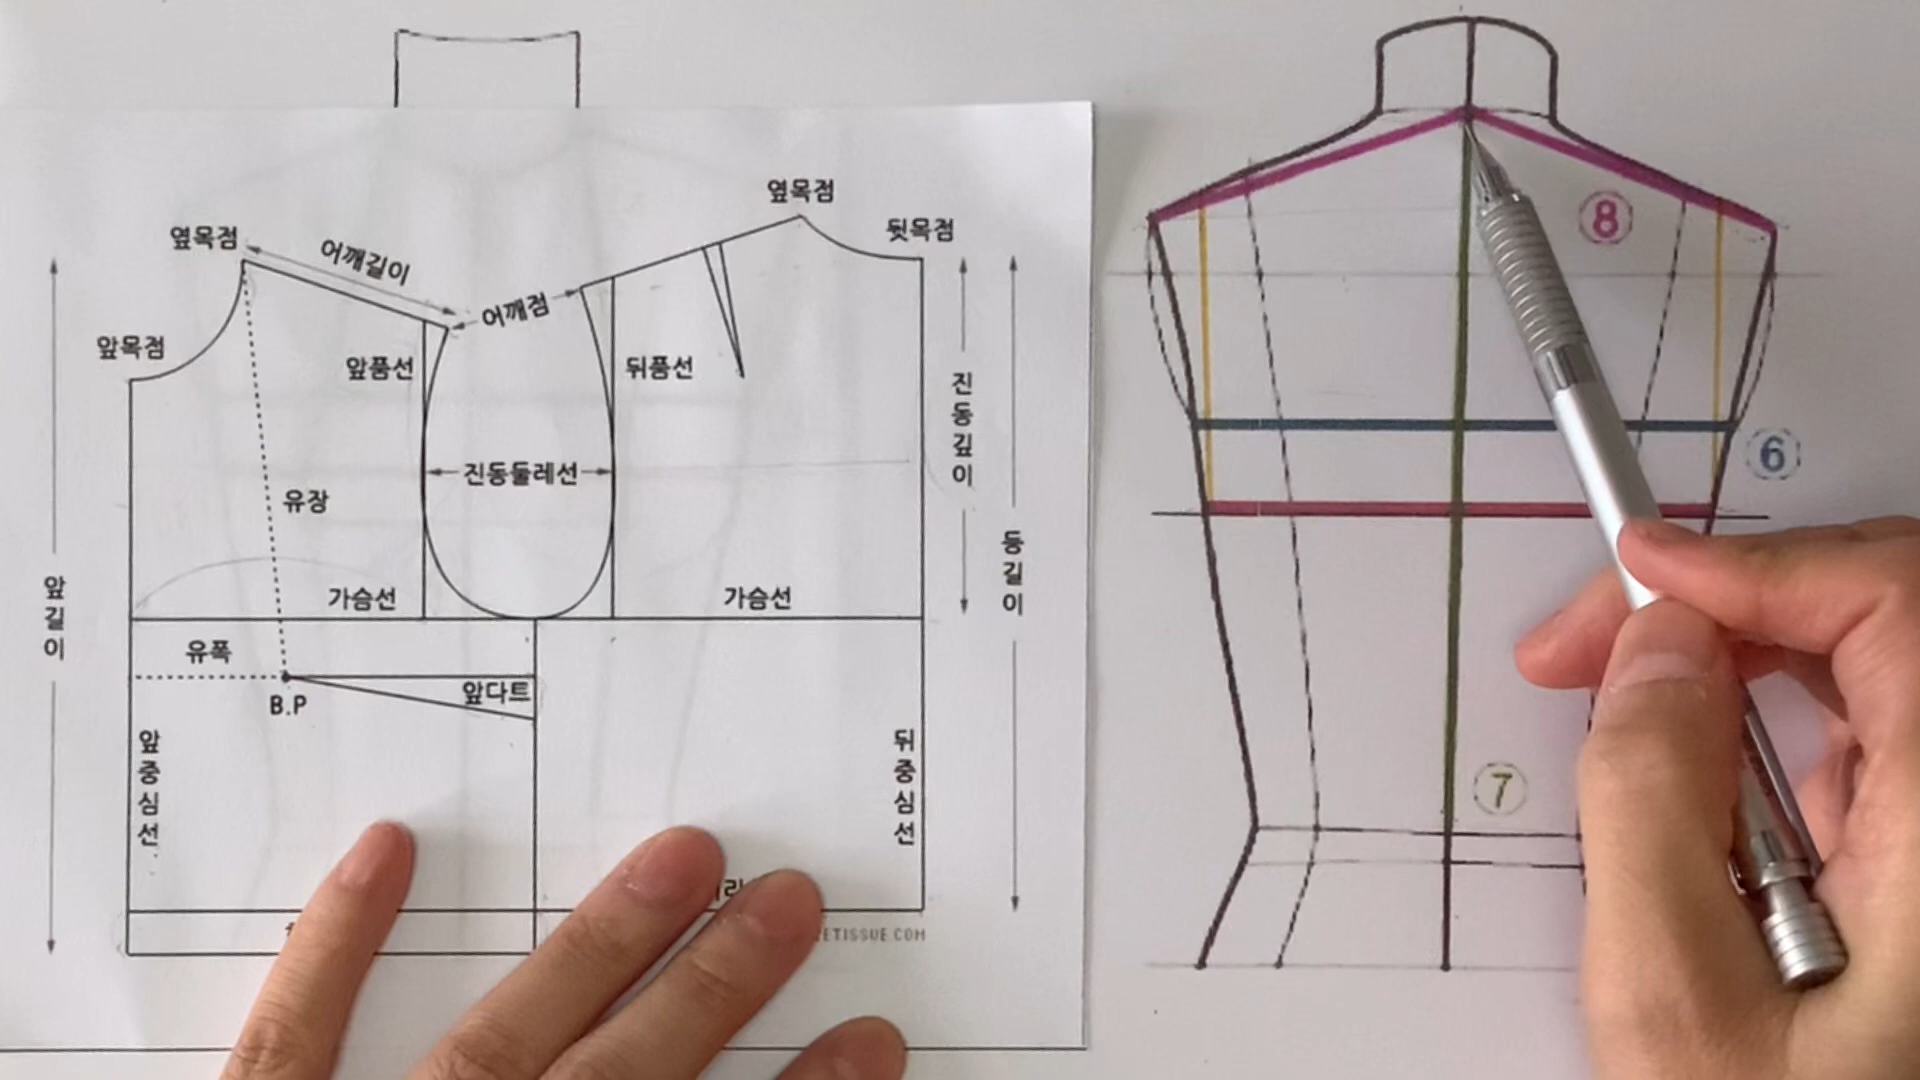 옆목점
뒷목점
옆목점
어깨길이
어깨점
앞목점
앞품선
뒤품선
진동깊이
진동둘레선
유장
등길이
앞길이
가슴선
가슴선
유폭
앞다트
B.P
앞중심선
뒤중심선
ETISSUE.COM
8
6
7